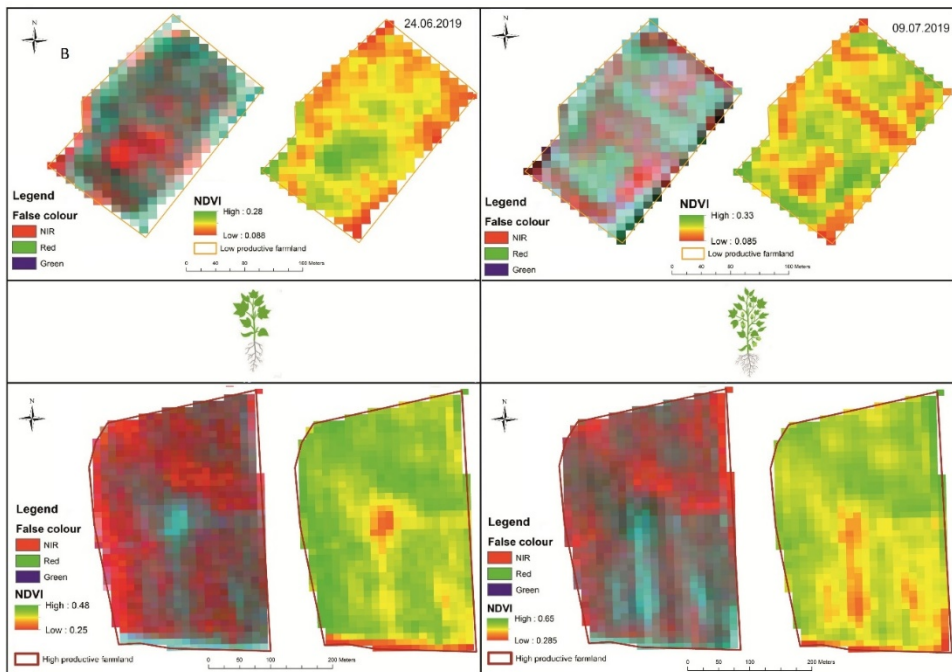 N
B
24.06.2019
Legend
False colour
NIR
Red
Green
NDVI
High : 0.28
Low : 0.088
Low productive farmland
0 40 80 165 Meters
N
09.07.2019
Legend
False colour
NIR
Red
Green
NDVI
High : 0.33
Low : 0.085
Low productive farmland
0 40 80 160 Meters
N
Legend
False colour
NIR
Red
Green
NDVI
High : 0.48
Low : 0.25
High productive farmland
0 100 200 Meters
N
Legend
False colour
NIR
Red
Green
NDVI
High : 0.65
Low : 0.285
High productive farmland
0 100 200 Meters